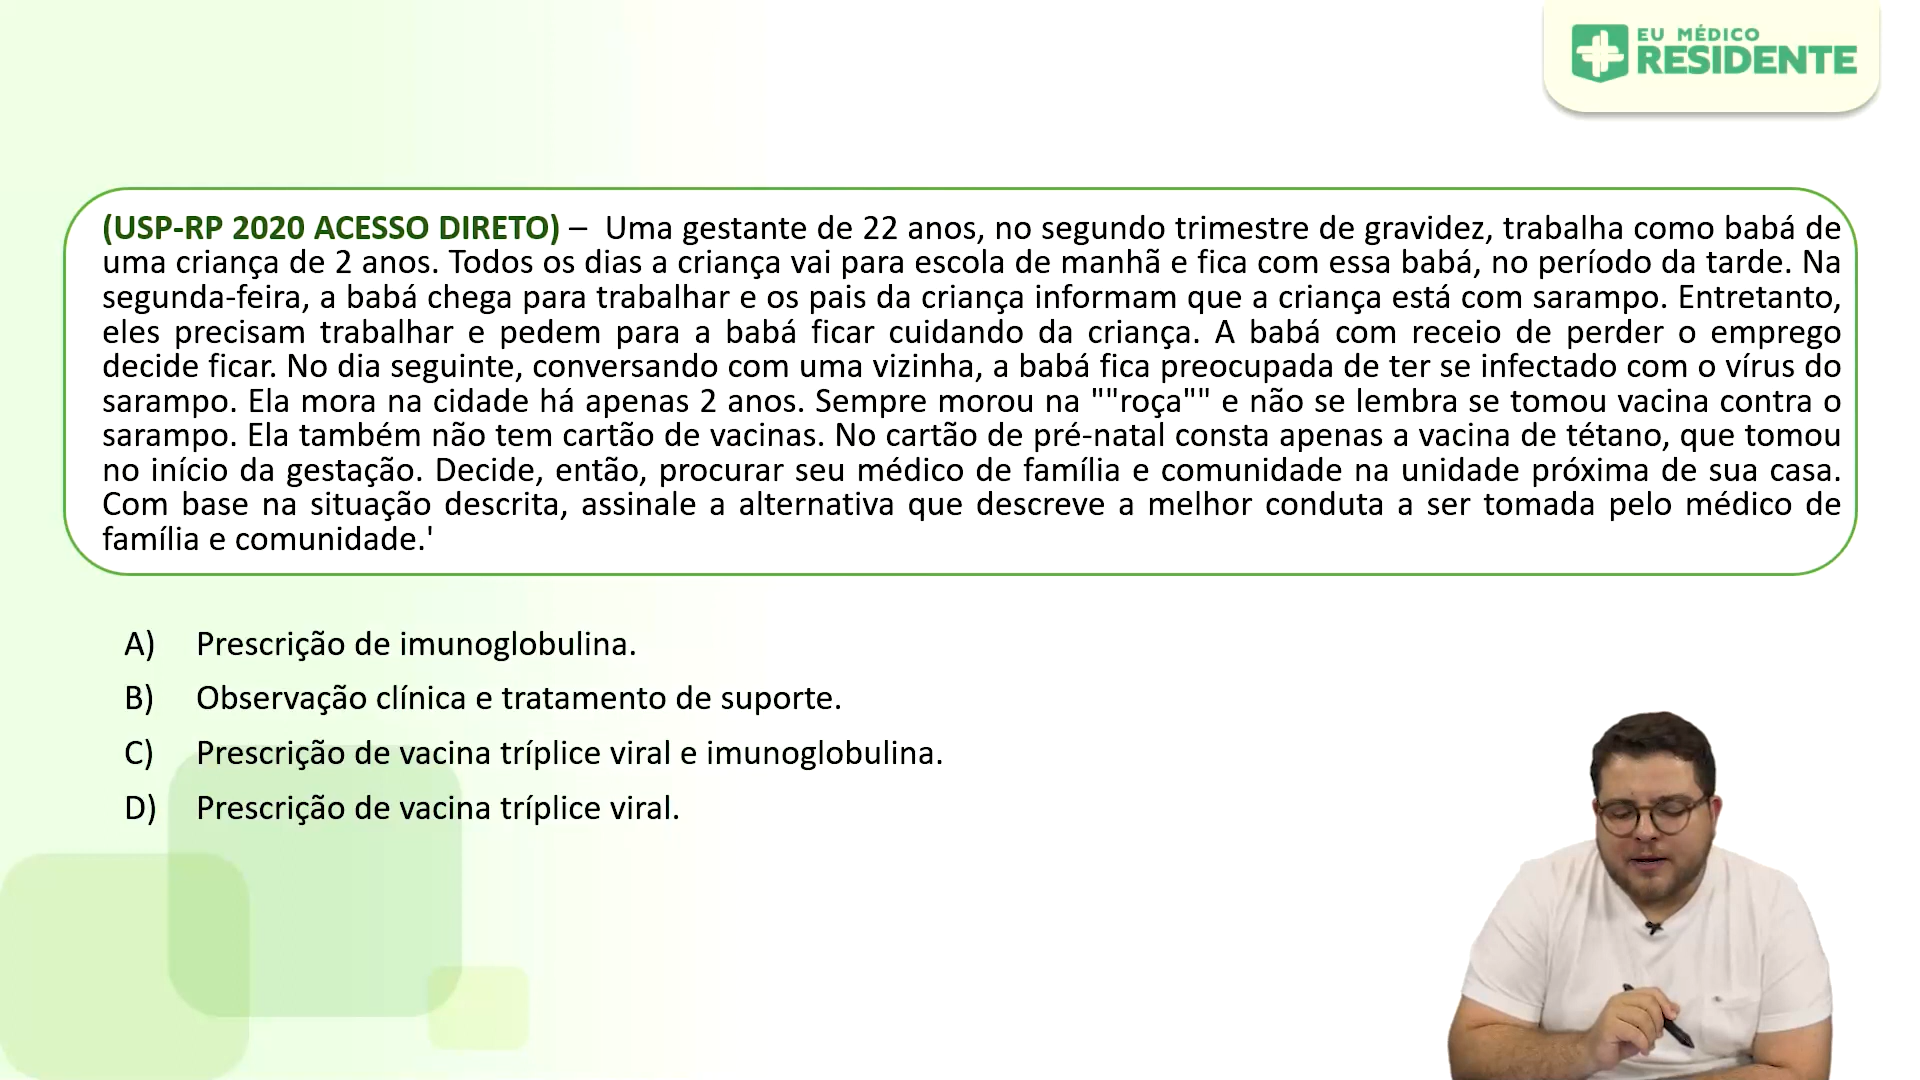 EU MÉDICO
RESIDENTE
(USP-RP 2020 ACESSO DIRETO) – Uma gestante de 22 anos, no segundo trimestre de gravidez, trabalha como babá de
uma criança de 2 anos. Todos os dias a criança vai para escola de manhã e fica com essa babá, no período da tarde. Na
segunda-feira, a babá chega para trabalhar e os pais da criança informam que a criança está com sarampo. Entretanto,
eles precisam trabalhar e pedem para a babá ficar cuidando da criança. A babá com receio de perder o emprego
decide ficar. No dia seguinte, conversando com uma vizinha, a babá fica preocupada de ter se infectado com o vírus do
sarampo. Ela mora na cidade há apenas 2 anos. Sempre morou na ""roça"" e não se lembra se tomou vacina contra o
sarampo. Ela também não tem cartão de vacinas. No cartão de pré-natal consta apenas a vacina de tétano, que tomou
no início da gestação. Decide, então, procurar seu médico de família e comunidade na unidade próxima de sua casa.
Com base na situação descrita, assinale a alternativa que descreve a melhor conduta a ser tomada pelo médico de
família e comunidade.'
A) Prescrição de imunoglobulina.
B) Observação clínica e tratamento de suporte.
C) Prescrição de vacina tríplice viral e imunoglobulina.
D) Prescrição de vacina tríplice viral.